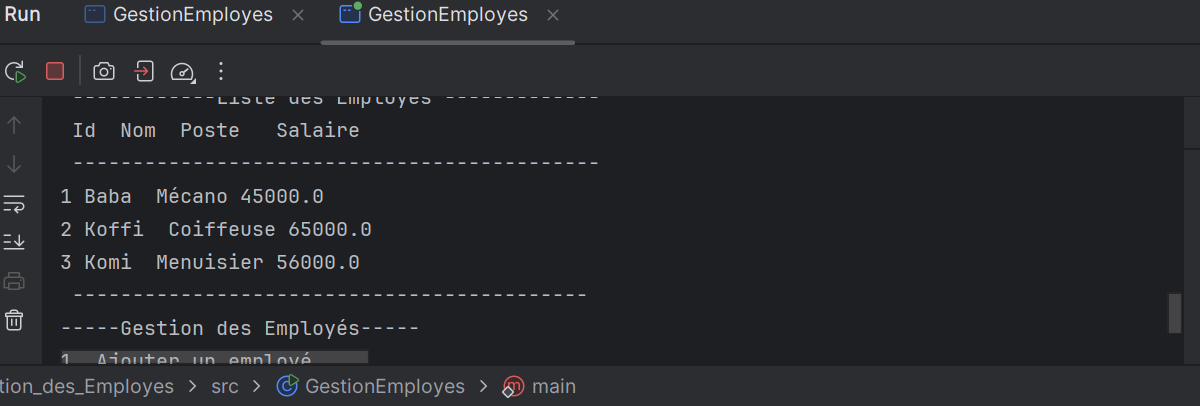 Run GestionEmployes GestionEmployes
------------Liste des Employés -------------
Id  Nom  Poste   Salaire
--------------------------------------------
1 Baba  Mécano 45000.0
2 Koffi  Coiffeuse 65000.0
3 Komi  Menuisier 56000.0
-------------------------------------------
-----Gestion des Employés-----
1  Ajouter un employé
tion_des_Employes > src > GestionEmployes > main